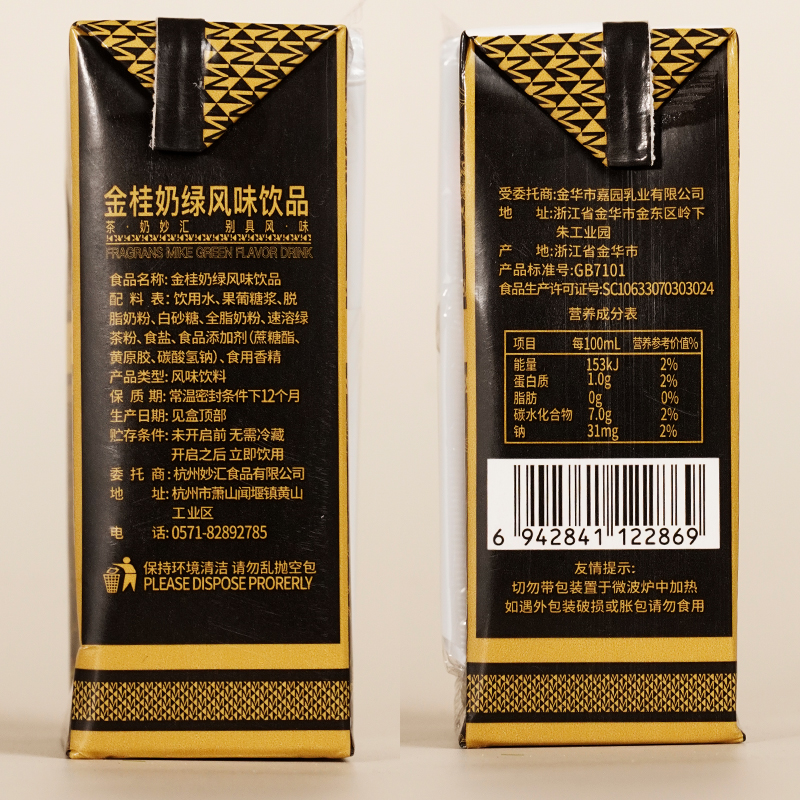 金桂奶绿风味饮品
茶·奶妙汇 别具风·味
FRAGRANS MIKE GREEN FLAVOR DRINK
食品名称: 金桂奶绿风味饮品
配料表: 饮用水、果葡糖浆、脱
脂奶粉、白砂糖、全脂奶粉、速溶绿
茶粉、食盐、食品添加剂(蔗糖酯、
黄原胶、碳酸氢钠)、食用香精
产品类型: 风味饮料
保质期: 常温密封条件下12个月
生产日期: 见盒顶部
贮存条件: 未开启前 无需冷藏
开启之后 立即饮用
委托商: 杭州妙汇食品有限公司
地址: 杭州市萧山闻堰镇黄山
工业区
电话: 0571-82892785
保持环境清洁 请勿乱抛空包
PLEASE DISPOSE PRORERLY
受委托商:金华市嘉园乳业有限公司
地址:浙江省金华市金东区岭下
朱工业园
产地:浙江省金华市
产品标准号:GB7101
食品生产许可证号:SC10633070303024
营养成分表
项目 每100mL 营养参考价值%
能量 153kJ 2%
蛋白质 1.0g 2%
脂肪 0g 0%
碳水化合物 7.0g 2%
钠 31mg 2%
6 942841 122869
友情提示:
切勿带包装置于微波炉中加热
如遇外包装破损或胀包请勿食用